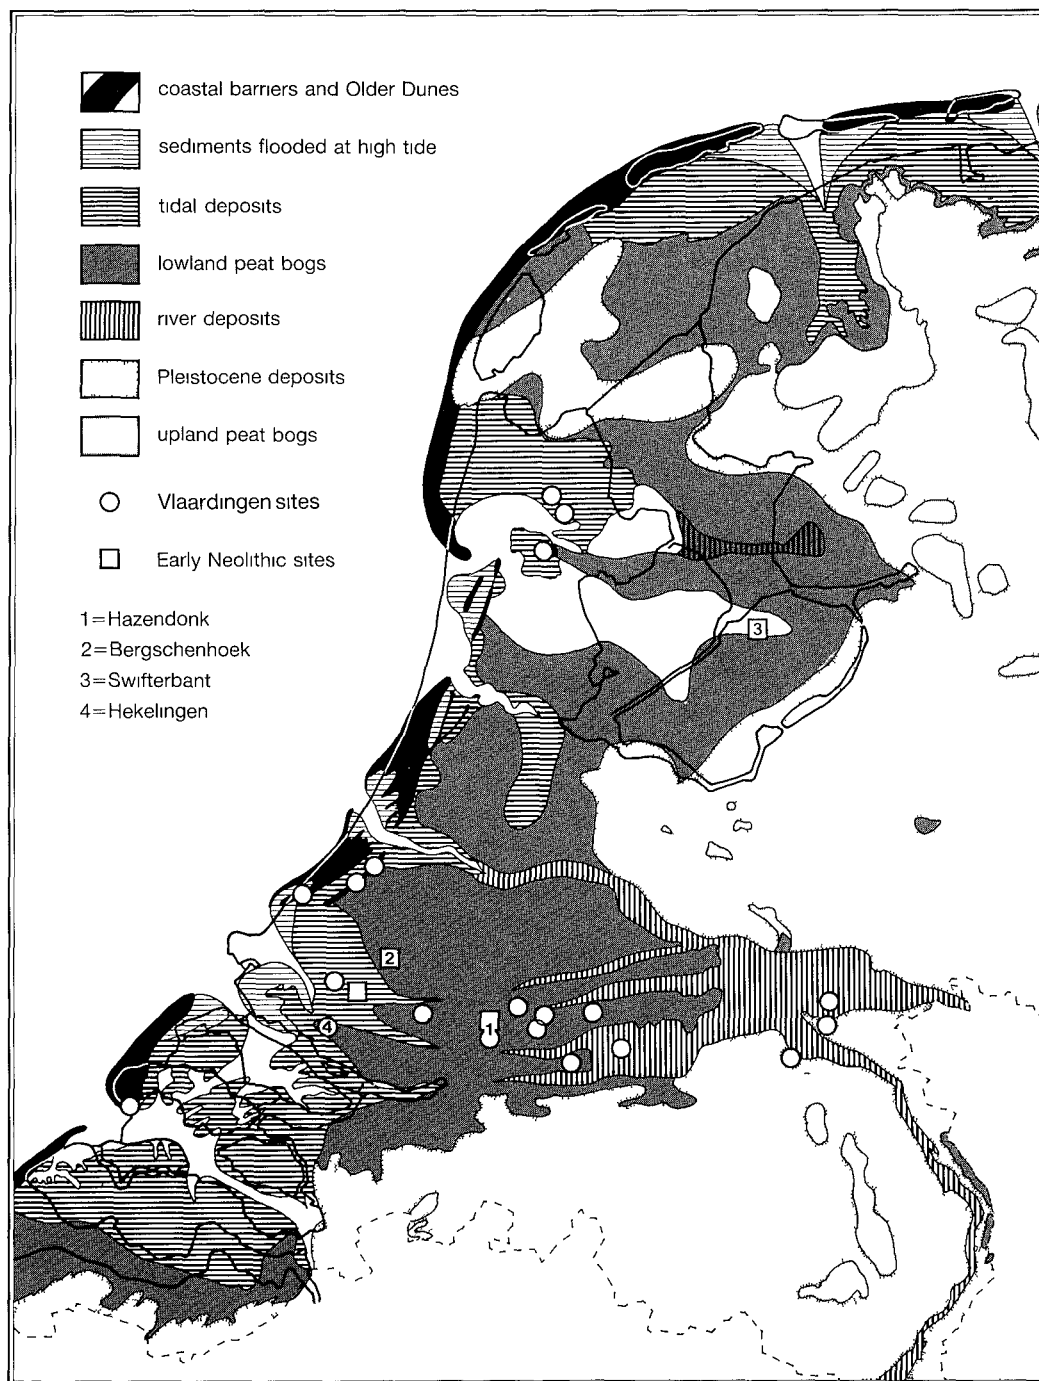 coastal barriers and Older Dunes
sediments flooded at high tide
tidal deposits
lowland peat bogs
river deposits
Pleistocene deposits
upland peat bogs
Vlaardingen sites
Early Neolithic sites
1=Hazendonk
2=Bergschenhoek
3=Swifterbant
4=Hekelingen
3
2
4
1